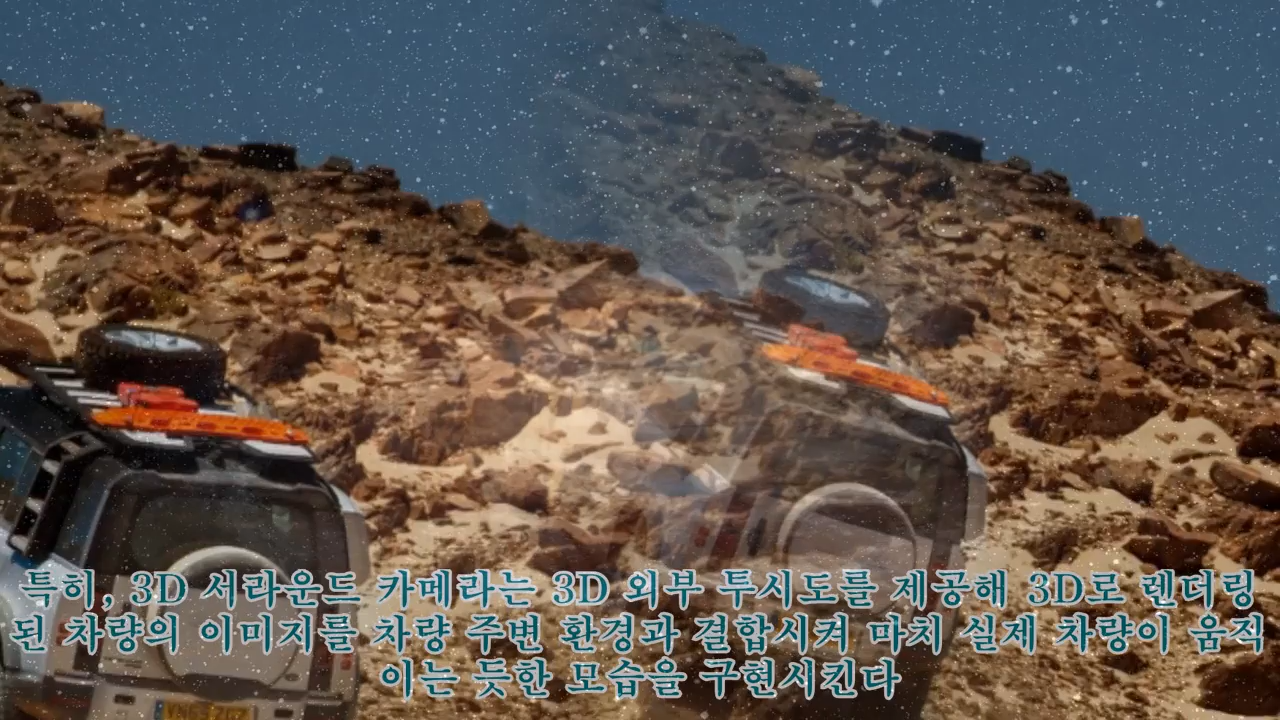 특히, 3D 서라운드 카메라는 3D 외부 투시도를 제공해 3D로 렌더링
된 차량의 이미지를 차량 주변 환경과 결합시켜 마치 실제 차량이 움직
이는 듯한 모습을 구현시킨다